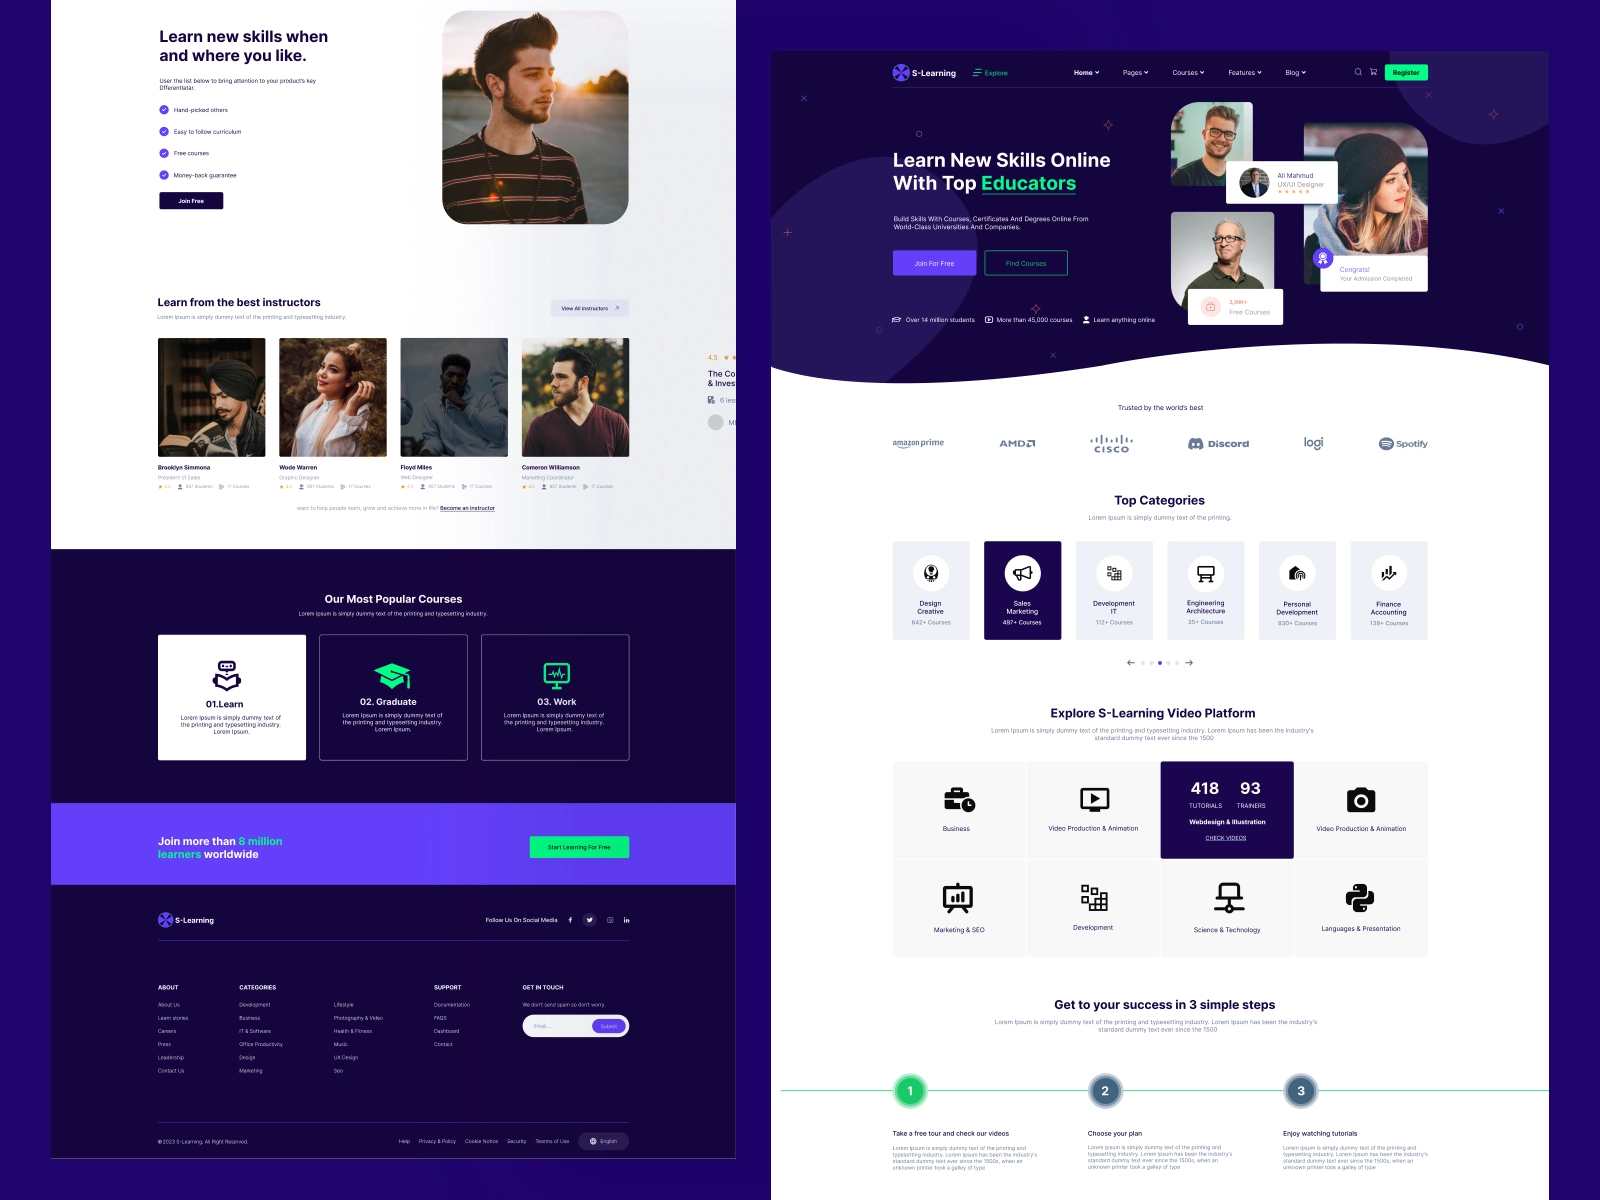 Learn new skills when
and where you like.
User the list below to bring attention to your product's key
Dfferentlatar.
Hand-picked others
Easy to follow curriculum
Free courses
Money-back guarantee
Join Free
Learn from the best instructors
Lorem Ipsum is simply dummy text of the printing and typesetting industry.
View All Instructors
Brooklyn Simmona
President of Sales
4.5 957 Students 17 Courses
Wode Warren
Graphic Designer
4.5 957 Students 17 Courses
Floyd Miles
Web Designer
4.5 957 Students 17 Courses
Comeron Williamson
Marketing Coordinator
957 Students 17 Courses
4.5
The Co
& Inves
6 less
want to help people learn, grow and achieve more in life? Become an instructor
Our Most Popular Courses
Lorem Ipsum is simply dummy text of the printing and typesetting industry.
01.Learn
Lorem Ipsum is simply dummy text of
the printing and typesetting industry.
Lorem Ipsum.
02. Graduate
Lorem Ipsum is simply dummy text of
the printing and typesetting industry.
Lorem Ipsum.
03. Work
Lorem Ipsum is simply dummy text of
the printing and typesetting industry.
Lorem Ipsum.
Join more than 8 million
learners worldwide
Start Learning For Free
S-Learning
Follow Us On Social Media
ABOUT
About Us
Learn stories
Careers
Press
Leadership
Contact Us
CATEGORIES
Development
Business
IT & Software
Office Productivity
Design
Marketing
Lifestyle
Photography & Video
Health & Fitness
Music
UX Design
Seo
SUPPORT
Documentation
FAQS
Dashboard
Contact
GET IN TOUCH
We don't send spam so don't worry.
Email...
Submit
© 2023 S-Learning, All Right Reserved.
Help Privacy & Policy Cookie Notice Security Tearms of Use English
S-Learning Explore Home Pages Courses Features Blog Register
Learn New Skills Online
With Top Educators
Build Skills With Courses, Certificates And Degrees Online From
World-Class Universities And Companies.
Join For Free
Find Courses
Over 14 million students More than 45,000 courses Learn anything online
Ali Mahmud
UX/UI Designer
Congrats!
Your Admission Completed
2,300+
Free Courses
Trusted by the world's best
amazon prime AMD CISCO Discord logi Spotify
Top Categories
Lorem Ipsum is simply dummy text of the printing.
Design
Creative
642+ Courses
Sales
Marketing
497+ Courses
Development
IT
112+ Courses
Engineering
Architecture
35+ Courses
Personal
Development
830+ Courses
Finance
Accounting
139+ Courses
Explore S-Learning Video Platform
Lorem Ipsum is simply dummy text of the printing and typesetting industry. Lorem Ipsum has been the industry's
standard dummy text ever since the 1500
Business
Video Production & Animation
418 93
TUTORIALS TRAINERS
Webdesign & Illustration
CHECK VIDEOS
Video Production & Animation
Marketing & SEO
Development
Science & Technology
Languages & Presentation
Get to your success in 3 simple steps
Lorem Ipsum is simply dummy text of the printing and typesetting industry. Lorem Ipsum has been the industry's
standard dummy text ever since the 1500
1
2
3
Take a free tour and check our videos
Lorem Ipsum is simply dummy text of the printing and
typesetting industry. Lorem Ipsum has been the industry's
standard dummy text ever since the 1500s, when an
unknown printer took a galley of type
Choose your plan
Lorem Ipsum is simply dummy text of the printing and
typesetting industry. Lorem Ipsum has been the industry's
standard dummy text ever since the 1500s, when an
unknown printer took a galley of type
Enjoy watching tutorials
Lorem Ipsum is simply dummy text of the printing and
typesetting industry. Lorem Ipsum has been the industry's
standard dummy text ever since the 1500s, when an
unknown printer took a galley of type